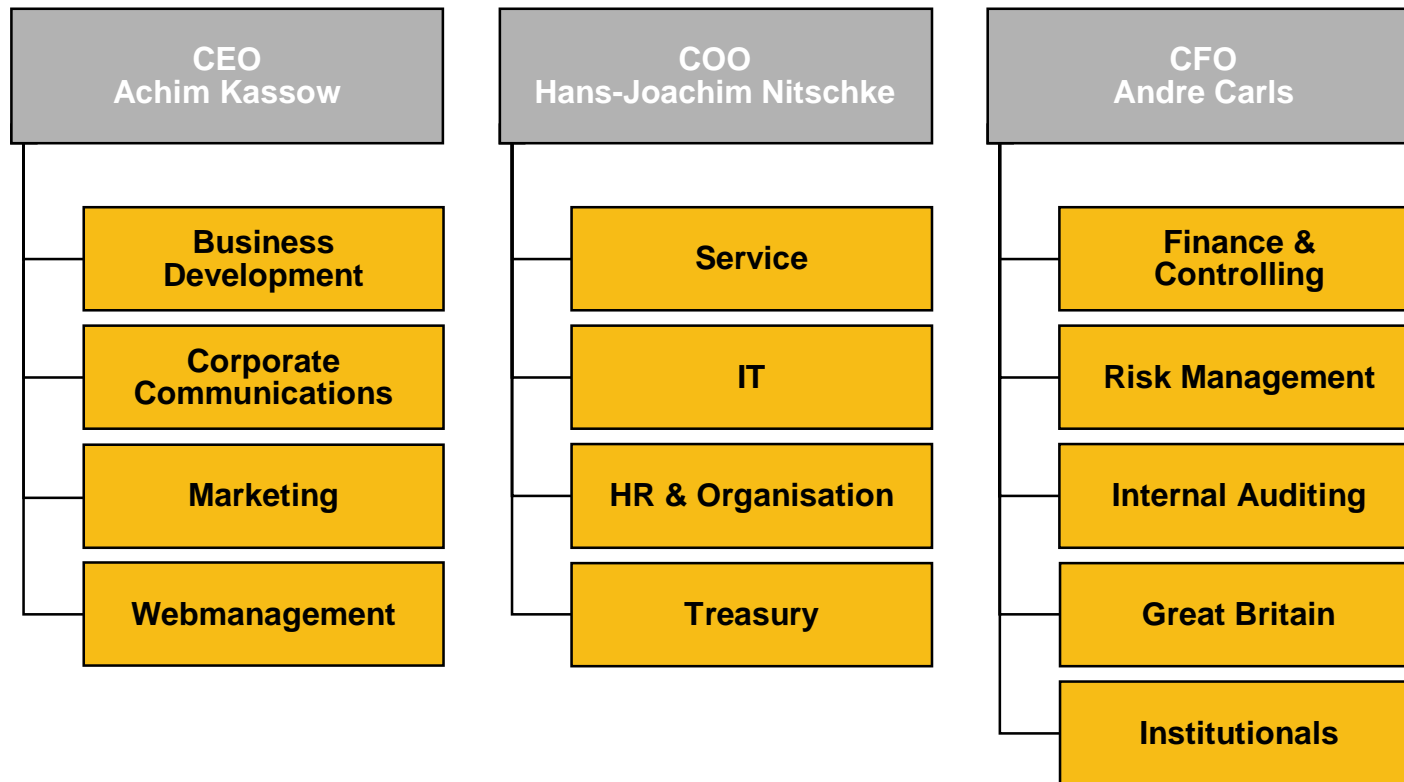 CEO
Achim Kassow
Business
Development
Corporate
Communications
Marketing
Webmanagement
COO
Hans-Joachim Nitschke
Service
IT
HR & Organisation
Treasury
CFO
Andre Carls
Finance &
Controlling
Risk Management
Internal Auditing
Great Britain
Institutionals